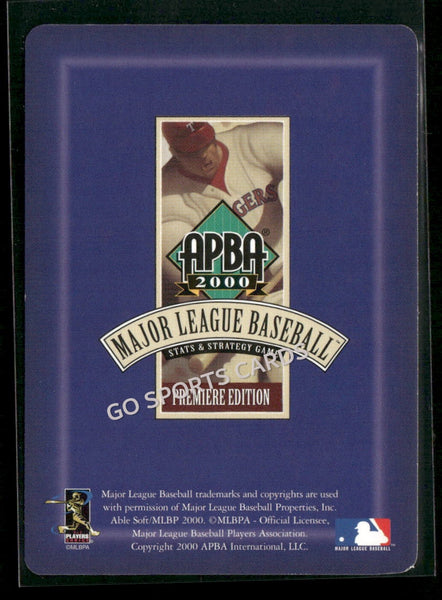 T
GERS
APBA®
2000
MAJOR LEAGUE BASEBALL™
STATS & STRATEGY GAME
GO SPORTS CARDS
PREMIERE EDITION
Major League Baseball trademarks and copyrights are used
with permission of Major League Baseball Properties, Inc.
Able Soft/MLBP 2000. ©MLBPA - Official Licensee,
Major League Baseball Players Association.
Copyright 2000 APBA International, LLC.
PLAYERS
©MLBPA
MAJOR LEAGUE BASEBALL